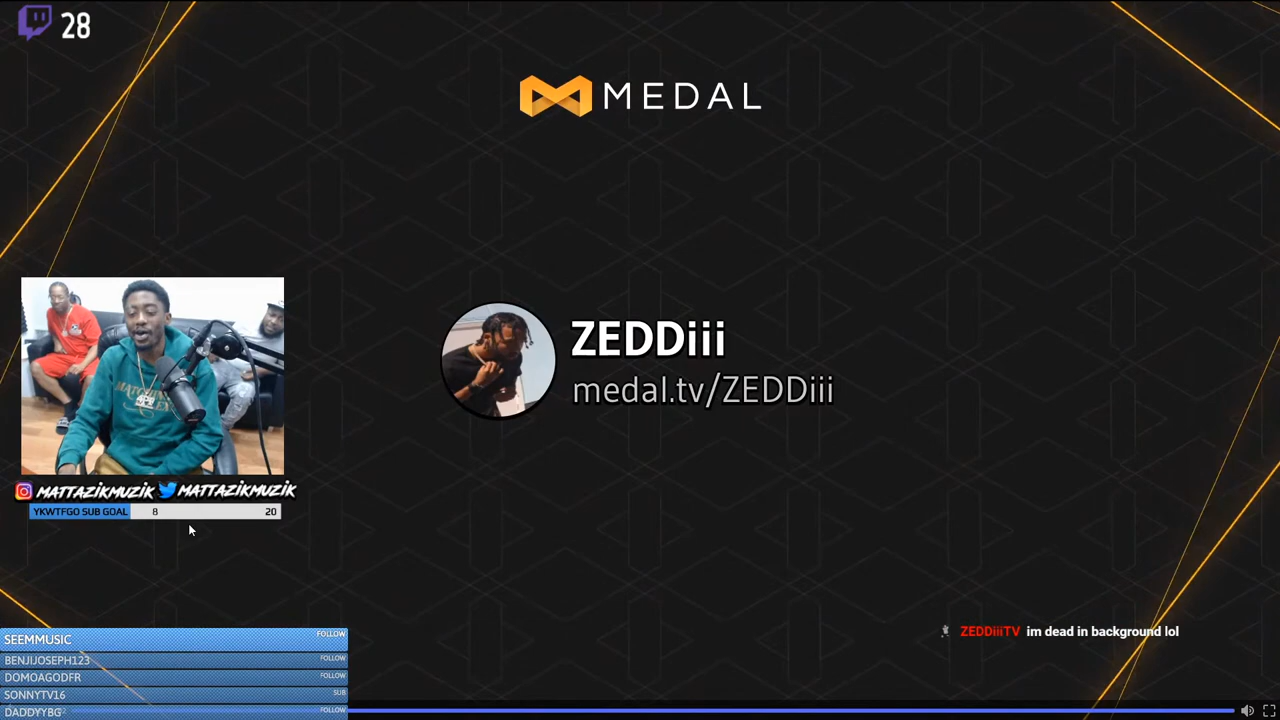 28
MEDAL
ZEDDiii
medal.tv/ZEDDiii
MATTAZIKMUZIK MATTAZIKMUZIK
YKWTFGO SUB GOAL 8 20
ZEDDiiiTV im dead in background lol
SEEMMUSIC FOLLOW
BENJIJOSEPH123 FOLLOW
DOMOAGODFR FOLLOW
SONNYTV16 SUB
DADDYYBG FOLLOW